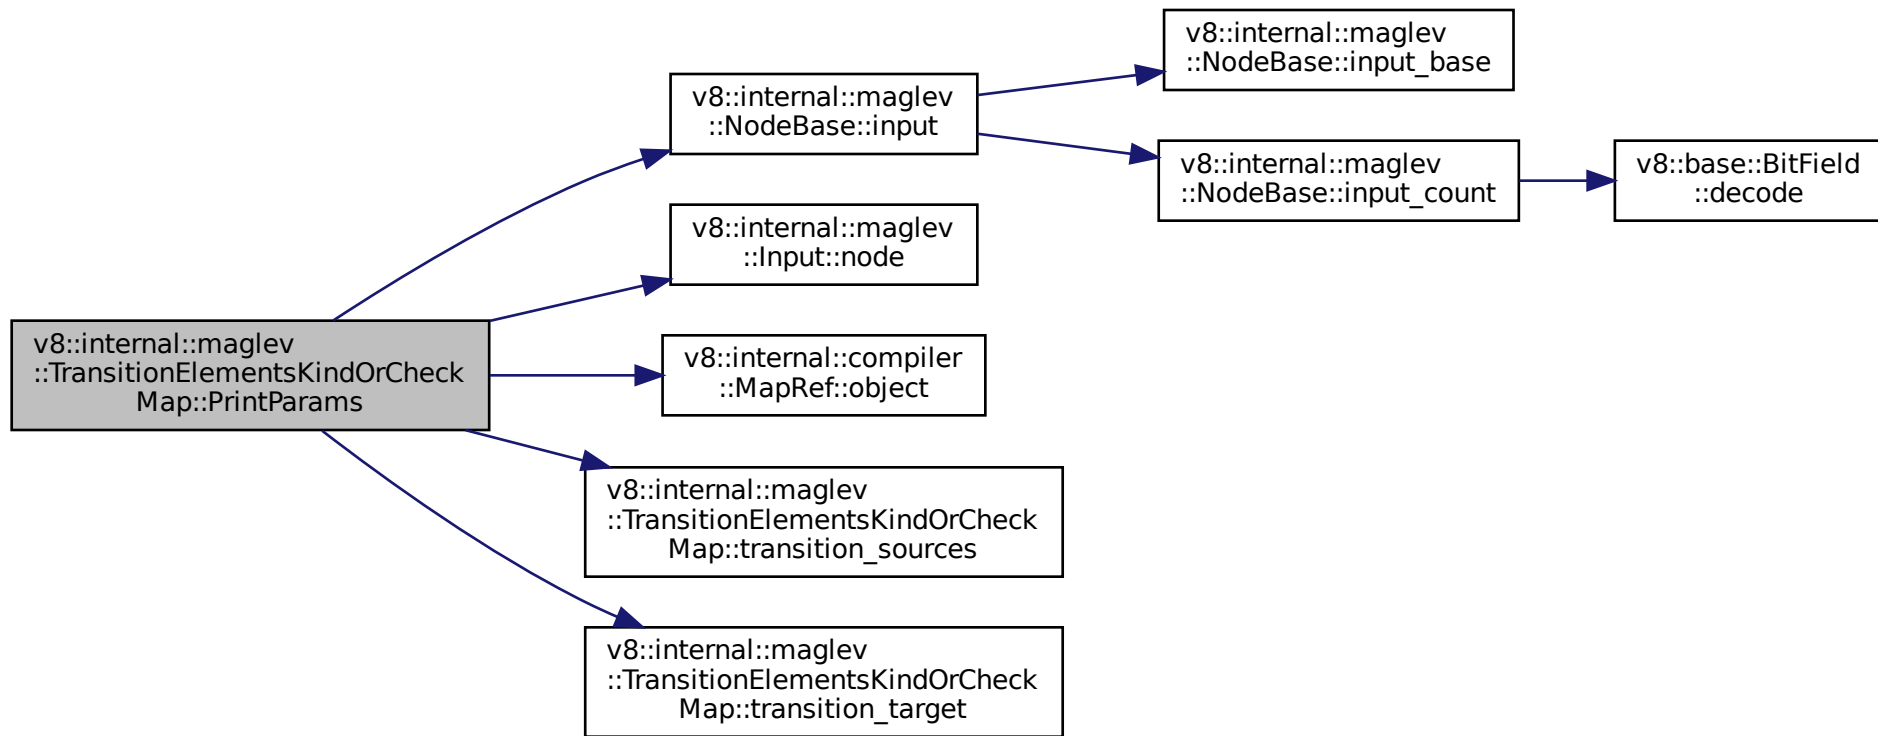 v8::internal::maglev
::TransitionElementsKindOrCheck
Map::PrintParams
v8::internal::maglev
::NodeBase::input
v8::internal::maglev
::NodeBase::input_base
v8::internal::maglev
::NodeBase::input_count
v8::base::BitField
::decode
v8::internal::maglev
::Input::node
v8::internal::compiler
::MapRef::object
v8::internal::maglev
::TransitionElementsKindOrCheck
Map::transition_sources
v8::internal::maglev
::TransitionElementsKindOrCheck
Map::transition_target